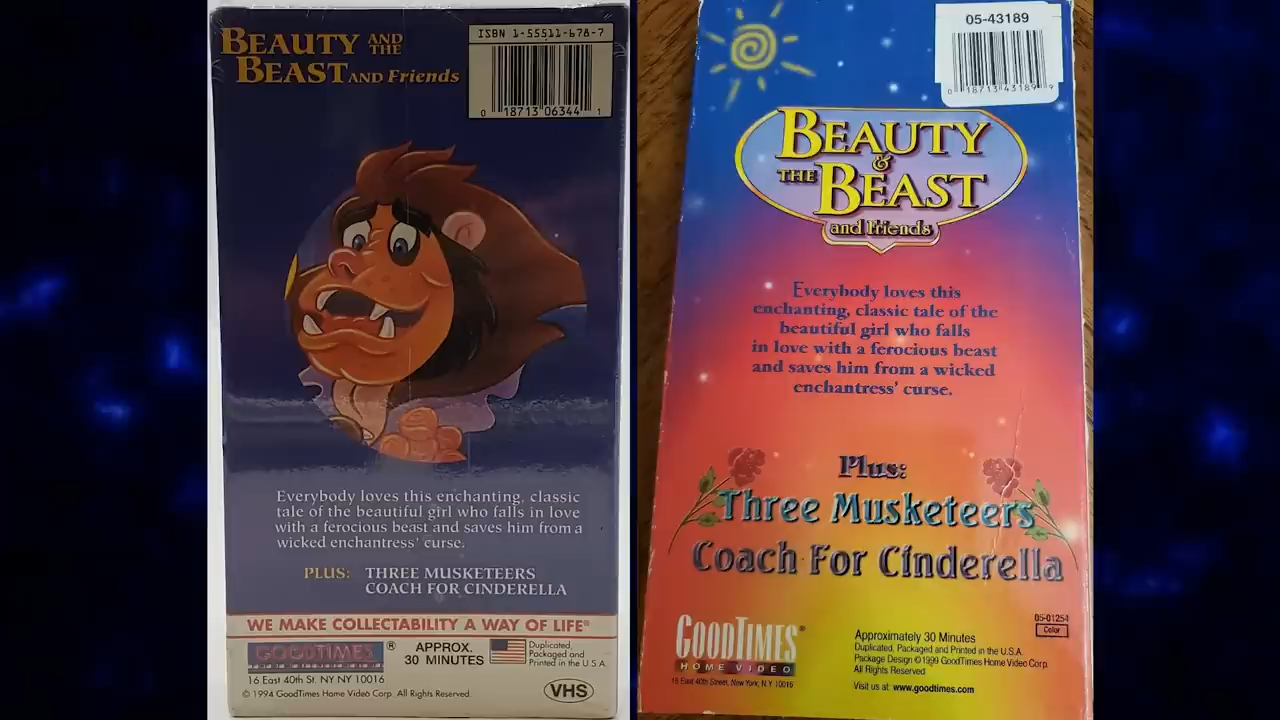 BEAUTY AND THE
BEAST AND Friends
ISBN 1-55511-678-7
0 18713 06344 1
Everybody loves this enchanting, classic
tale of the beautiful girl who falls in love
with a ferocious beast and saves him from a
wicked enchantress' curse.
PLUS: THREE MUSKETEERS
COACH FOR CINDERELLA
WE MAKE COLLECTABILITY A WAY OF LIFE®
GOODTIMES®
HOME VIDEO
APPROX.
30 MINUTES
Duplicated,
Packaged and
Printed in the U.S.A.
16 East 40th St. NY NY 10016
© 1994 GoodTimes Home Video Corp. All Rights Reserved.
VHS
05-43189
0 18713 43189 9
BEAUTY
& THE
BEAST
and Friends
Everybody loves this
enchanting, classic tale of the
beautiful girl who falls
in love with a ferocious beast
and saves him from a wicked
enchantress' curse.
Plus:
Three Musketeers
Coach For Cinderella
GOODTIMES®
HOME VIDEO
16 East 40th Street, New York, N.Y. 10016
Approximately 30 Minutes
Duplicated, Packaged and Printed in the U.S.A.
Package Design ©1999 GoodTimes Home Video Corp.
All Rights Reserved
Visit us at: www.goodtimes.com
05-01254
Color